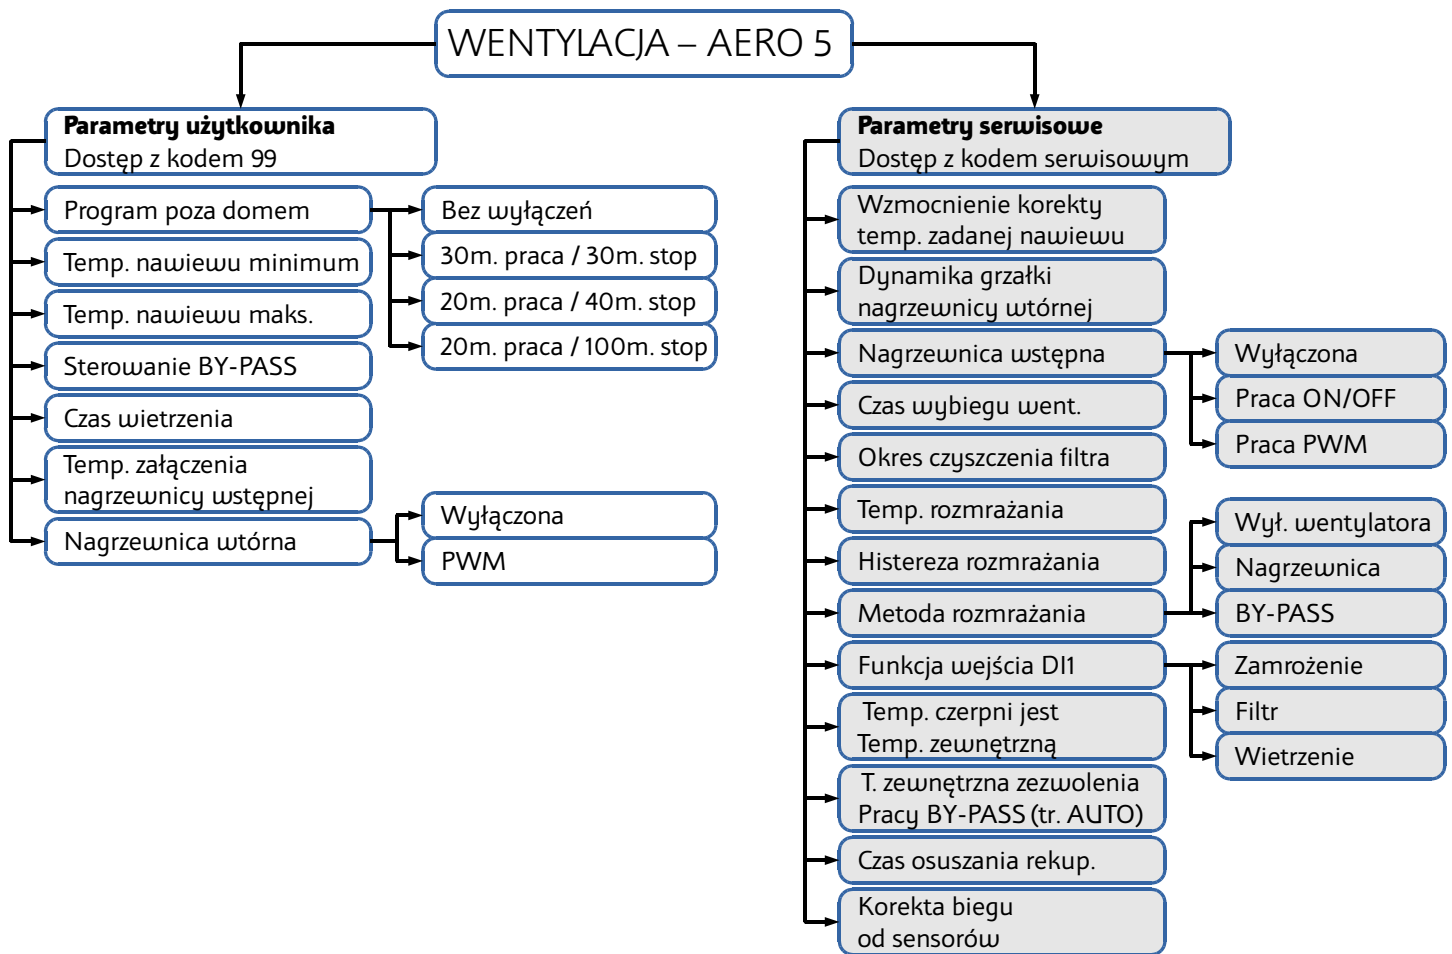 WENTYLACJA – AERO 5
Parametry użytkownika
Dostęp z kodem 99
Program poza domem
Temp. nawiewu minimum
Temp. nawiewu maks.
Sterowanie BY-PASS
Czas wietrzenia
Temp. załączenia
nagrzewnicy wstępnej
Nagrzewnica wtórna
Bez wyłączeń
30m. praca / 30m. stop
20m. praca / 40m. stop
20m. praca / 100m. stop
Wyłączona
PWM
Parametry serwisowe
Dostęp z kodem serwisowym
Wzmocnienie korekty
temp. zadanej nawiewu
Dynamika grzałki
nagrzewnicy wtórnej
Nagrzewnica wstępna
Czas wybiegu went.
Okres czyszczenia filtra
Temp. rozmrażania
Histereza rozmrażania
Metoda rozmrażania
Funkcja wejścia DI1
Temp. czerpni jest
Temp. zewnętrzną
T. zewnętrzna zezwolenia
Pracy BY-PASS (tr. AUTO)
Czas osuszania rekup.
Korekta biegu
od sensorów
Wyłączona
Praca ON/OFF
Praca PWM
Wył. wentylatora
Nagrzewnica
BY-PASS
Zamrożenie
Filtr
Wietrzenie